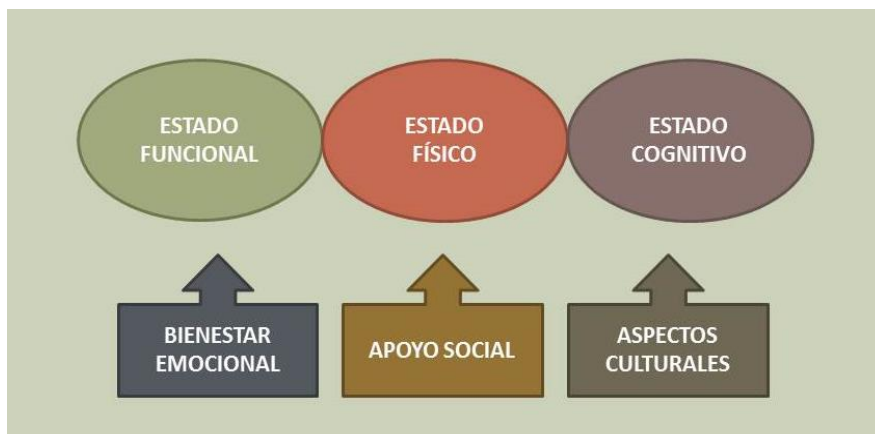 ESTADO
FUNCIONAL
ESTADO
FÍSICO
ESTADO
COGNITIVO
BIENESTAR
EMOCIONAL
APOYO SOCIAL
ASPECTOS
CULTURALES